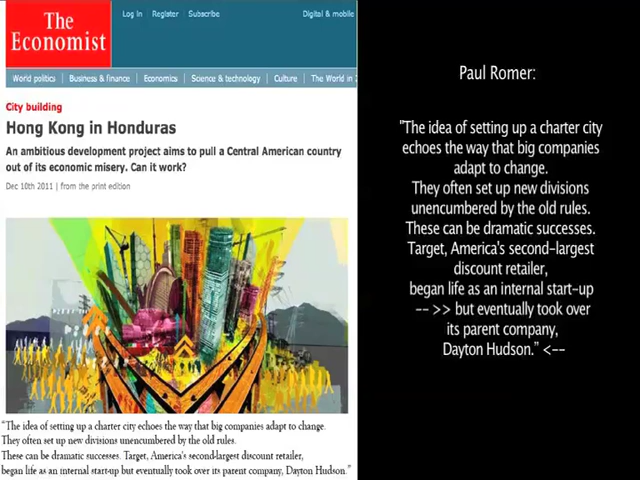 The
Economist
Log in Register Subscribe Digital & mobile
World politics Business & finance Economics Science & technology Culture The World in
City building
Hong Kong in Honduras
An ambitious development project aims to pull a Central American country
out of its economic misery. Can it work?
Dec 10th 2011 | from the print edition
"The idea of setting up a charter city echoes the way that big companies adapt to change.
They often set up new divisions unencumbered by the old rules.
These can be dramatic successes. Target, America's second-largest discount retailer,
began life as an internal start-up but eventually took over its parent company, Dayton Hudson."
Paul Romer:
"The idea of setting up a charter city
echoes the way that big companies
adapt to change.
They often set up new divisions
unencumbered by the old rules.
These can be dramatic successes.
Target, America's second-largest
discount retailer,
began life as an internal start-up
-- >> but eventually took over
its parent company,
Dayton Hudson." <--